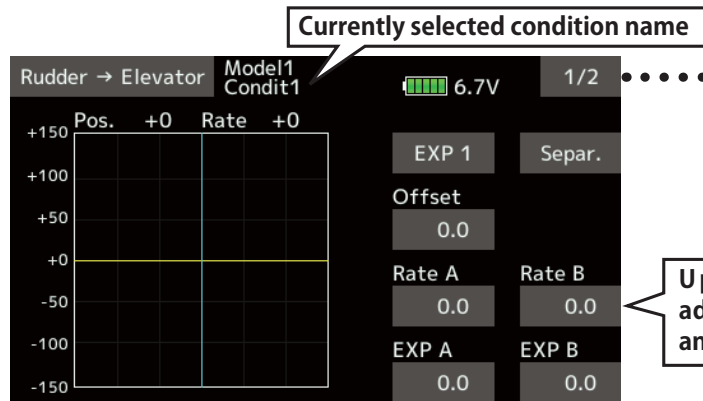 Currently selected condition name
Rudder → Elevator
Model1
Condit1
6.7V
1/2
Pos. +0 Rate +0
+150
+100
+50
+0
-50
-100
-150
EXP 1
Separ.
Offset
0.0
Rate A Rate B
0.0 0.0
EXP A EXP B
0.0 0.0